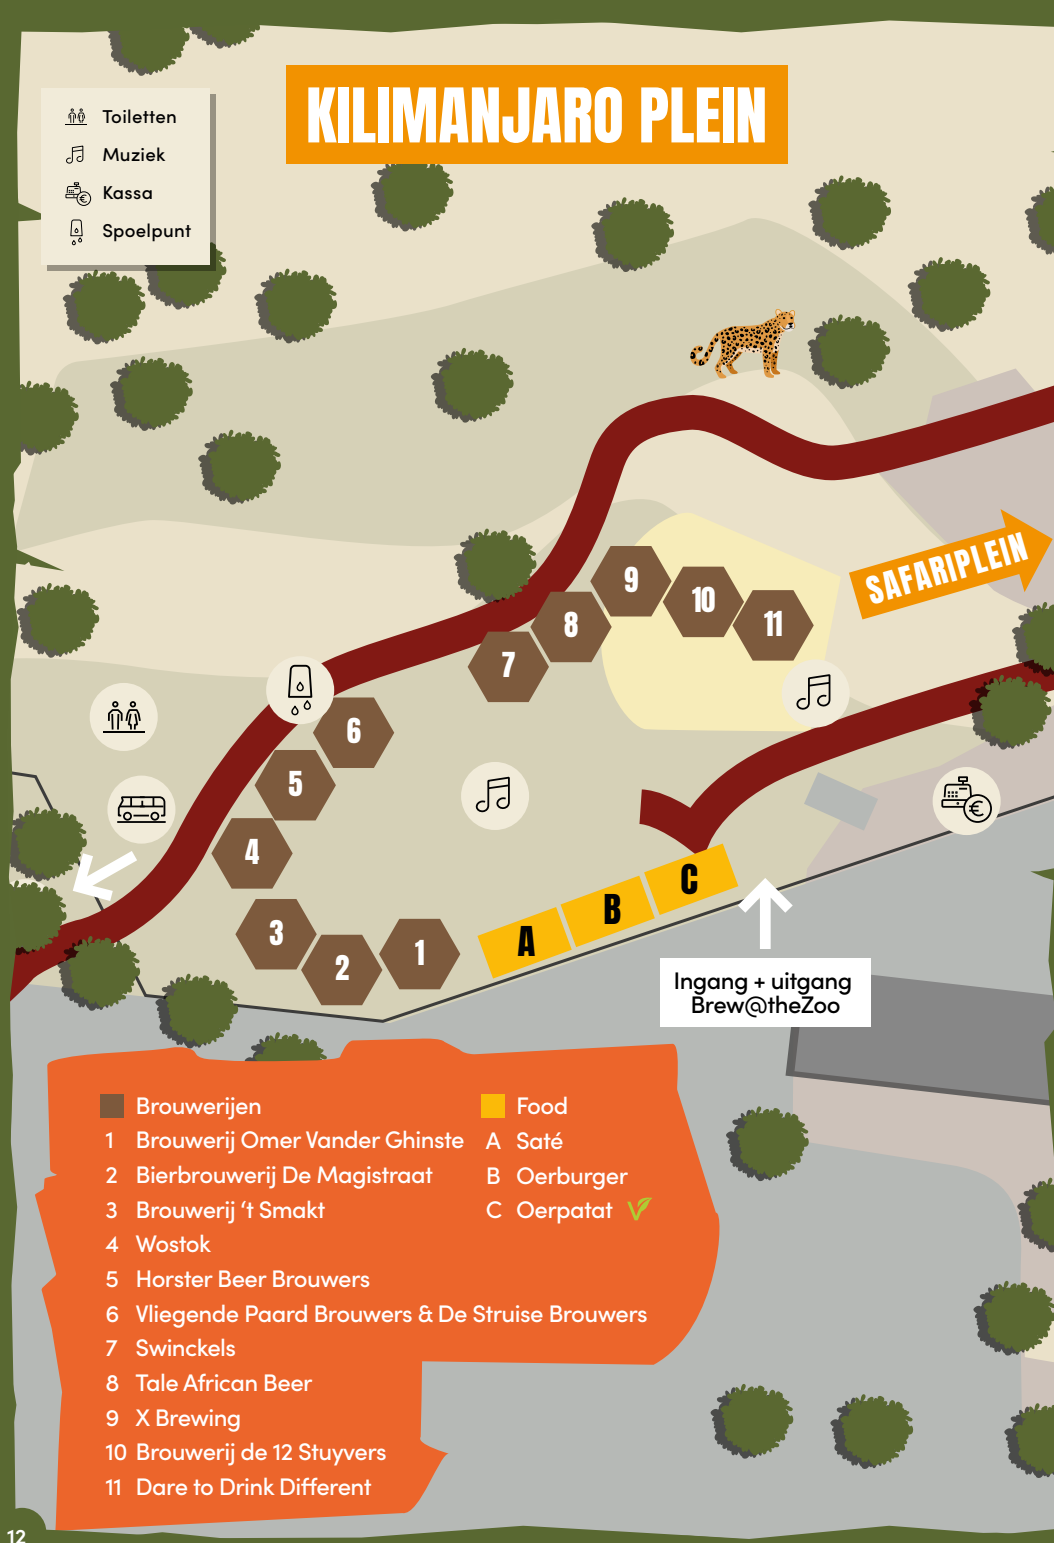 KILIMANJARO PLEIN
Toiletten
Muziek
Kassa
Spoelpunt
SAFARIPLEIN
9
10
11
8
7
6
5
4
3
2
1
A
B
C
Ingang + uitgang
Brew@theZoo
Brouwerijen
1 Brouwerij Omer Vander Ghinste
2 Bierbrouwerij De Magistraat
3 Brouwerij ‘t Smakt
4 Wostok
5 Horster Beer Brouwers
6 Vliegende Paard Brouwers & De Struise Brouwers
7 Swinckels
8 Tale African Beer
9 X Brewing
10 Brouwerij de 12 Stuyvers
11 Dare to Drink Different
Food
A Saté
B Oerburger
C Oerpatat V
12